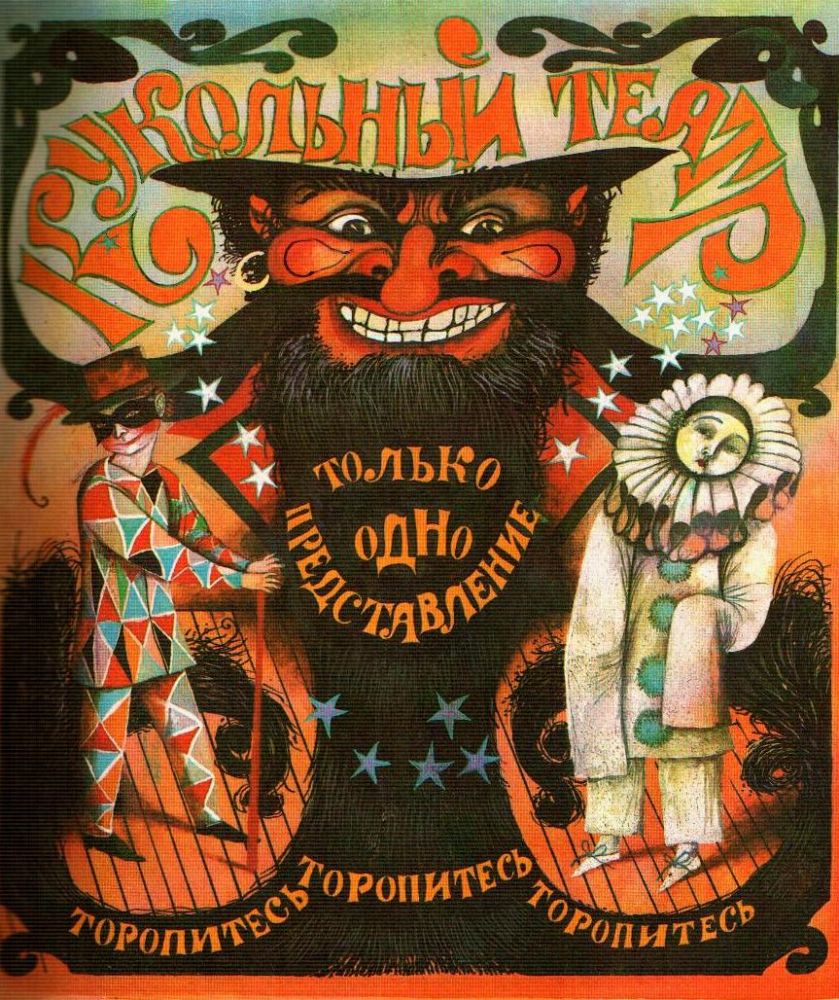 КУКОЛЬНЫЙ ТЕАТР
ТОЛЬКО
ОДНО
ПРЕДСТАВЛЕНИЕ
ТОРОПИТЕСЬ ТОРОПИТЕСЬ ТОРОПИТЕСЬ